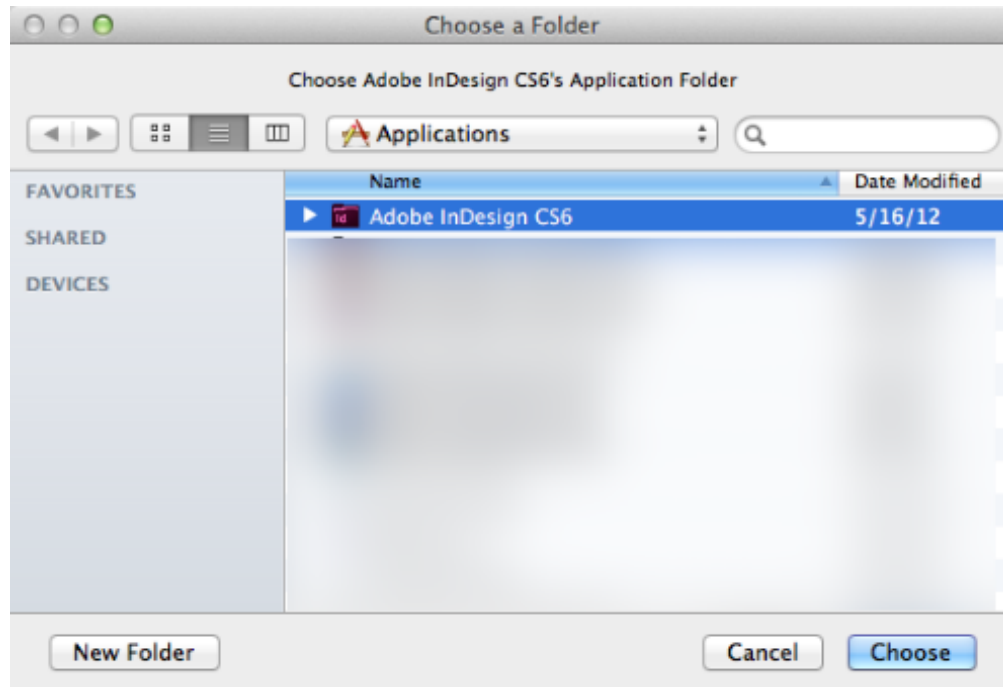 Choose a Folder
Choose Adobe InDesign CS6's Application Folder
Applications
FAVORITES
SHARED
DEVICES
Name Date Modified
Id Adobe InDesign CS6 5/16/12
New Folder Cancel Choose